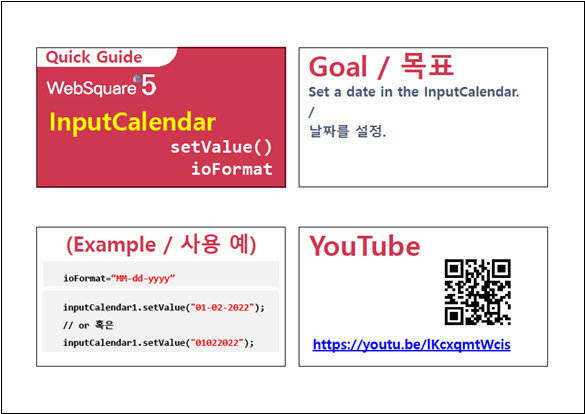 Quick Guide
WebSquare 5
InputCalendar
setValue()
ioFormat
Goal / 목표
Set a date in the InputCalendar.
/
날짜를 설정.
(Example / 사용 예)
ioFormat=“MM-dd-yyyy”
inputCalendar1.setValue("01-02-2022");
// or 혹은
inputCalendar1.setValue("01022022");
YouTube
https://youtu.be/lKcxqmtWcis